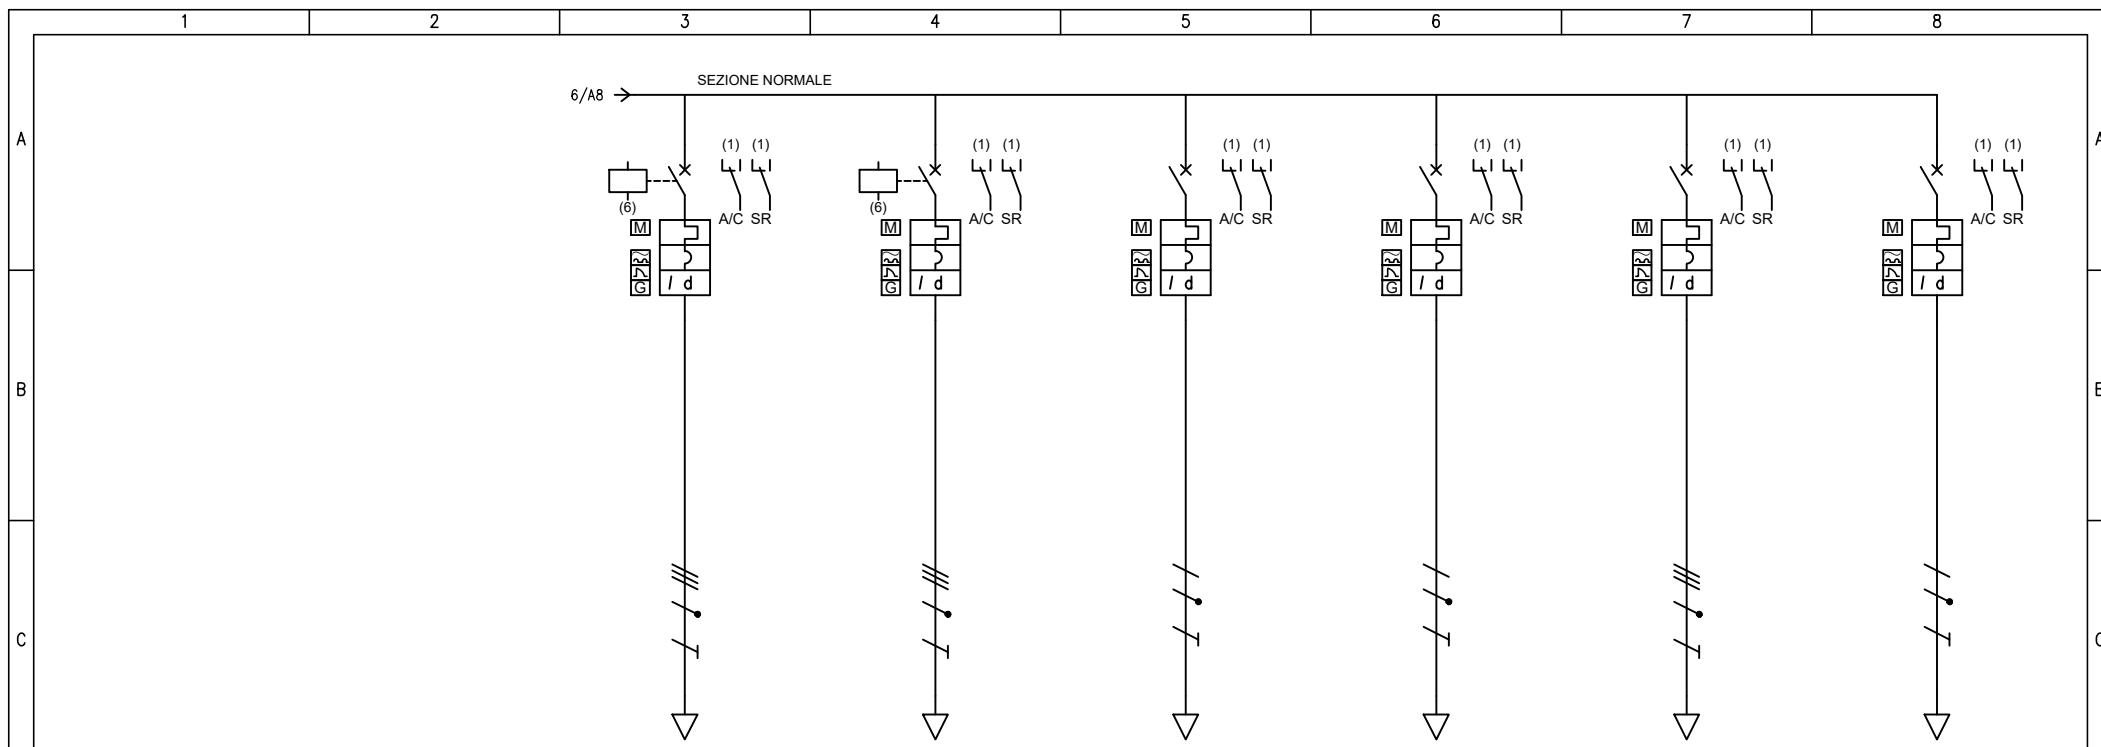 1 2 3 4 5 6 7 8
SEZIONE NORMALE
6/A8
A A
(1) (1) (1) (1) (1) (1) (1) (1) (1) (1) (1) (1)
(6) (6)
A/C SR A/C SR A/C SR A/C SR A/C SR A/C SR
M M M M M M
G I d G I d G I d G I d G I d G I d
B
C